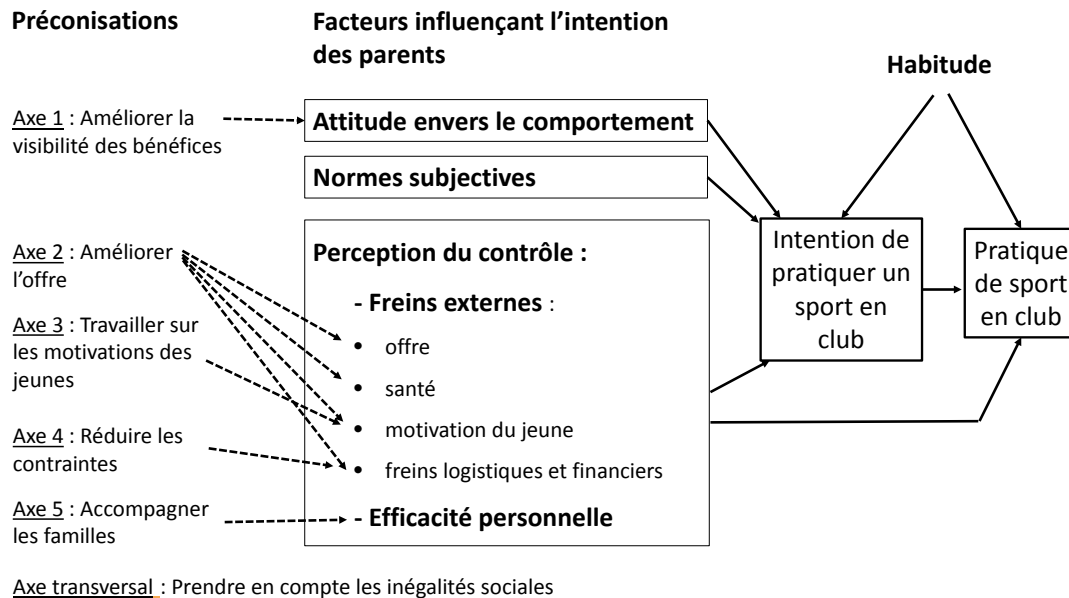 Préconisations
Facteurs influençant l’intention
des parents
Habitude
Axe 1 : Améliorer la
visibilité des bénéfices
Attitude envers le comportement
Normes subjectives
Axe 2 : Améliorer
l’offre
Axe 3 : Travailler sur
les motivations des
jeunes
Axe 4 : Réduire les
contraintes
Axe 5 : Accompagner
les familles
Perception du contrôle :
- Freins externes :
• offre
• santé
• motivation du jeune
• freins logistiques et financiers
- Efficacité personnelle
Intention de
pratiquer un
sport en
club
Pratique
de sport
en club
Axe transversal : Prendre en compte les inégalités sociales